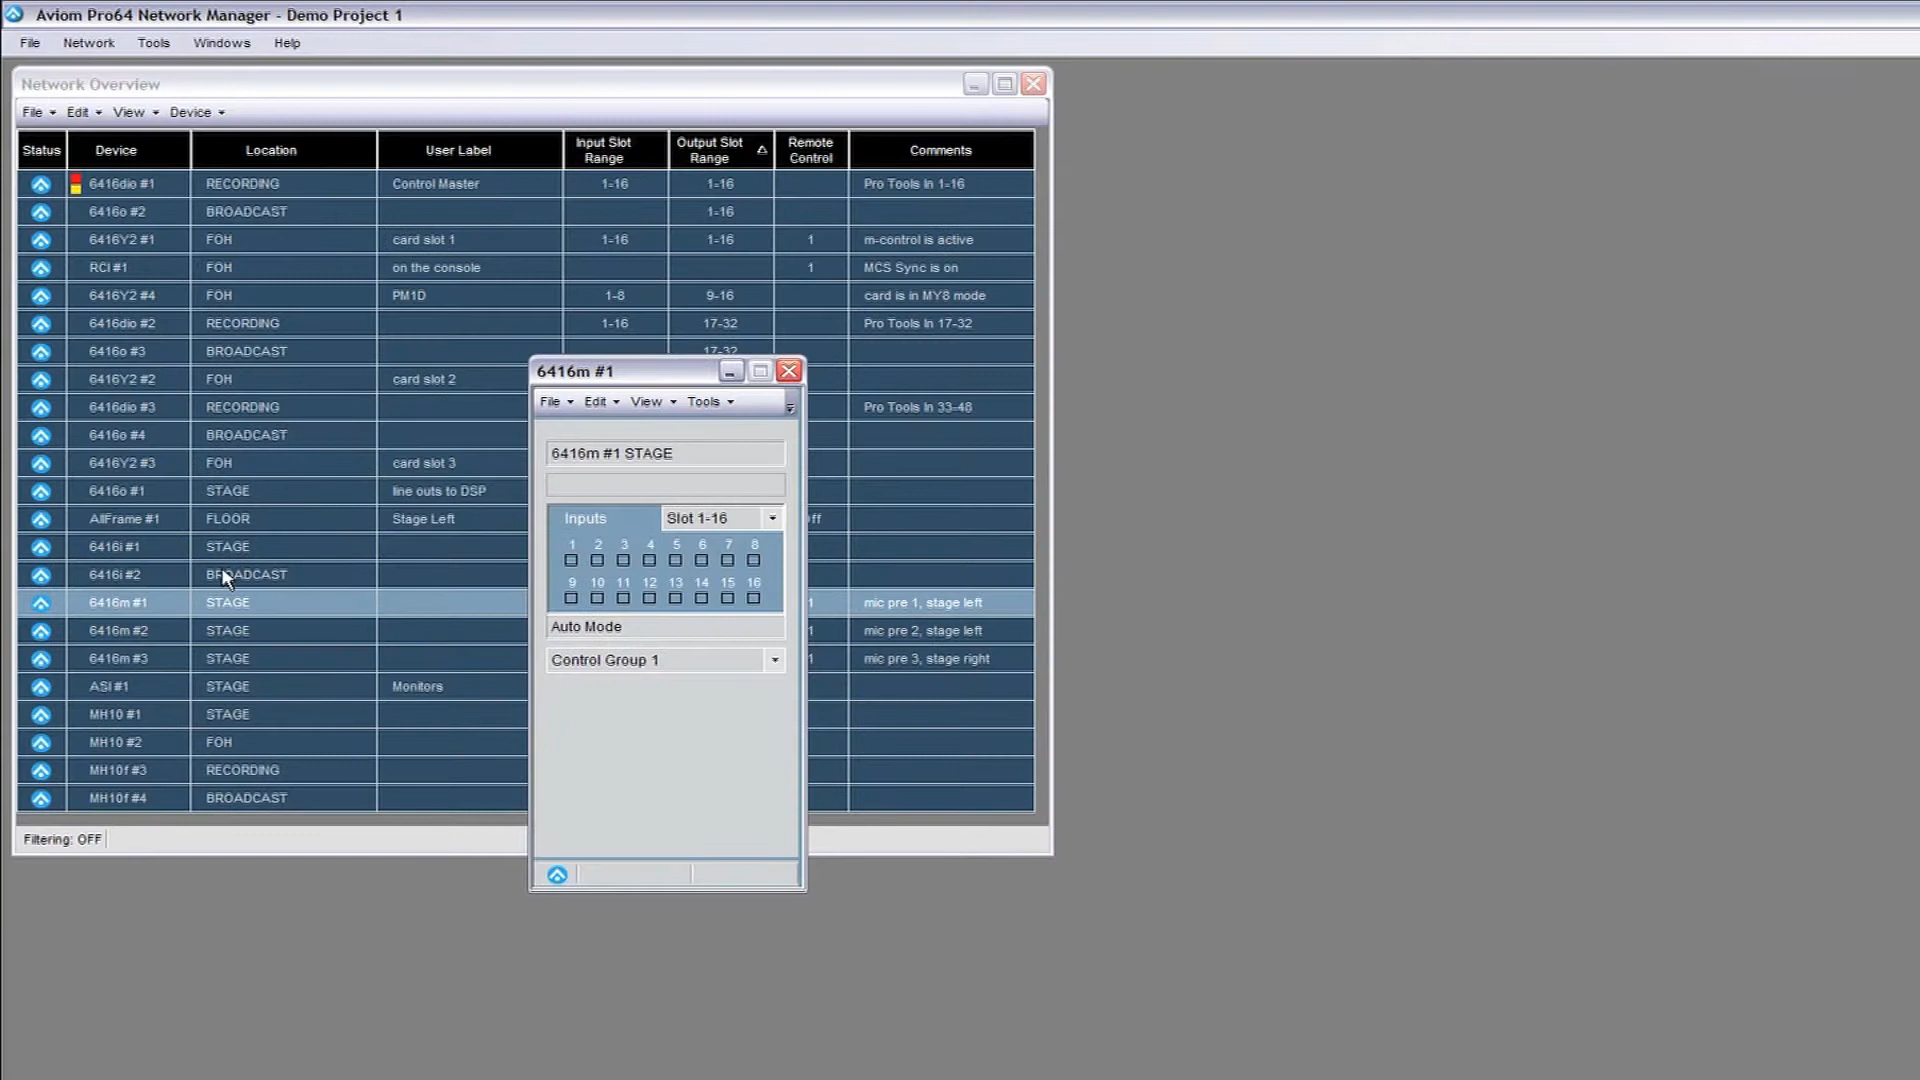 Aviom Pro64 Network Manager - Demo Project 1
File Network Tools Windows Help
Network Overview
File Edit View Device
Status Device Location User Label Input Slot Range Output Slot Range Remote Control Comments
6416dio #1 RECORDING Control Master 1-16 1-16 Pro Tools In 1-16
6416o #2 BROADCAST 1-16
6416Y2 #1 FOH card slot 1 1-16 1-16 1 m-control is active
RCI #1 FOH on the console 1 MCS Sync is on
6416Y2 #4 FOH PM1D 1-8 9-16 card is in MY8 mode
6416dio #2 RECORDING 1-16 17-32 Pro Tools In 17-32
6416o #3 BROADCAST 17-32
6416Y2 #2 FOH card slot 2
6416dio #3 RECORDING Pro Tools In 33-48
6416o #4 BROADCAST
6416Y2 #3 FOH card slot 3
6416o #1 STAGE line outs to DSP
AllFrame #1 FLOOR Stage Left
6416i #1 STAGE
6416i #2 BROADCAST
6416m #1 STAGE 1 mic pre 1, stage left
6416m #2 STAGE 1 mic pre 2, stage left
6416m #3 STAGE 1 mic pre 3, stage right
ASI #1 STAGE Monitors
MH10 #1 STAGE
MH10 #2 FOH
MH10f #3 RECORDING
MH10f #4 BROADCAST
Filtering: OFF
6416m #1
File Edit View Tools
6416m #1 STAGE
Inputs Slot 1-16
1 2 3 4 5 6 7 8
9 10 11 12 13 14 15 16
Auto Mode
Control Group 1